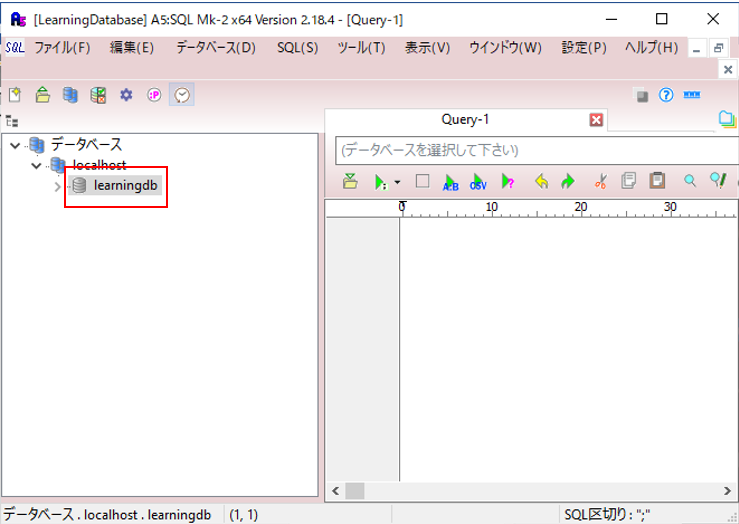 [LearningDatabase] A5:SQL Mk-2 x64 Version 2.18.4 - [Query-1]
SQL ファイル(F) 編集(E) データベース(D) SQL(S) ツール(T) 表示(V) ウインドウ(W) 設定(P) ヘルプ(H)
Query-1
データベース
(データベースを選択して下さい)
localhost
learningdb
A:B CSV
0 10 20 30
データベース . localhost . learningdb (1, 1) SQL区切り : ";"